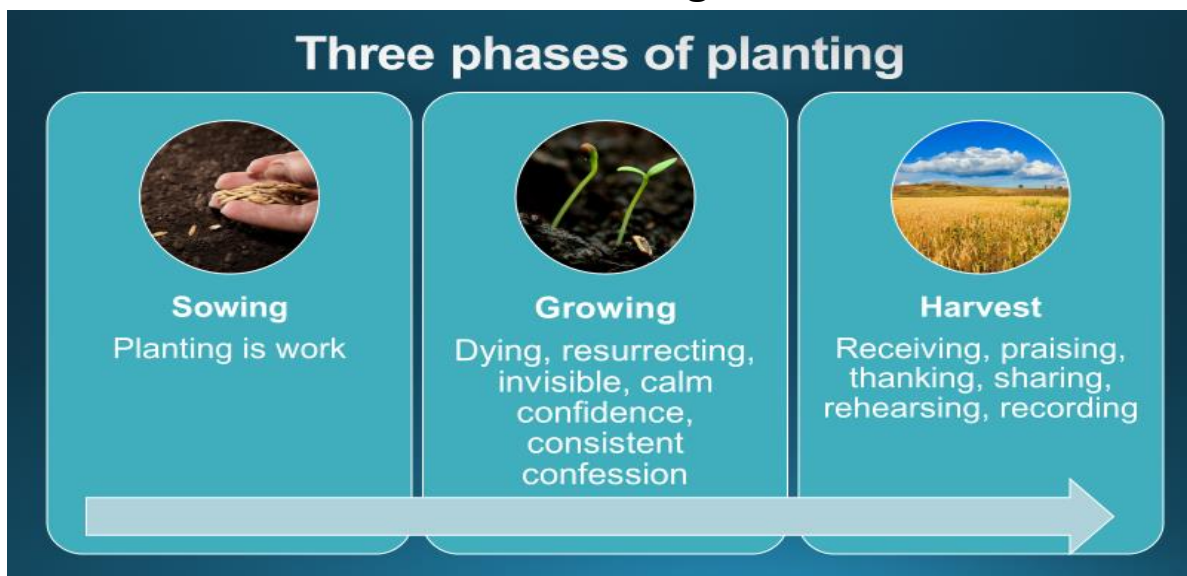 Three phases of planting
Sowing
Planting is work
Growing
Dying, resurrecting,
invisible, calm
confidence,
consistent
confession
Harvest
Receiving, praising,
thanking, sharing,
rehearsing, recording